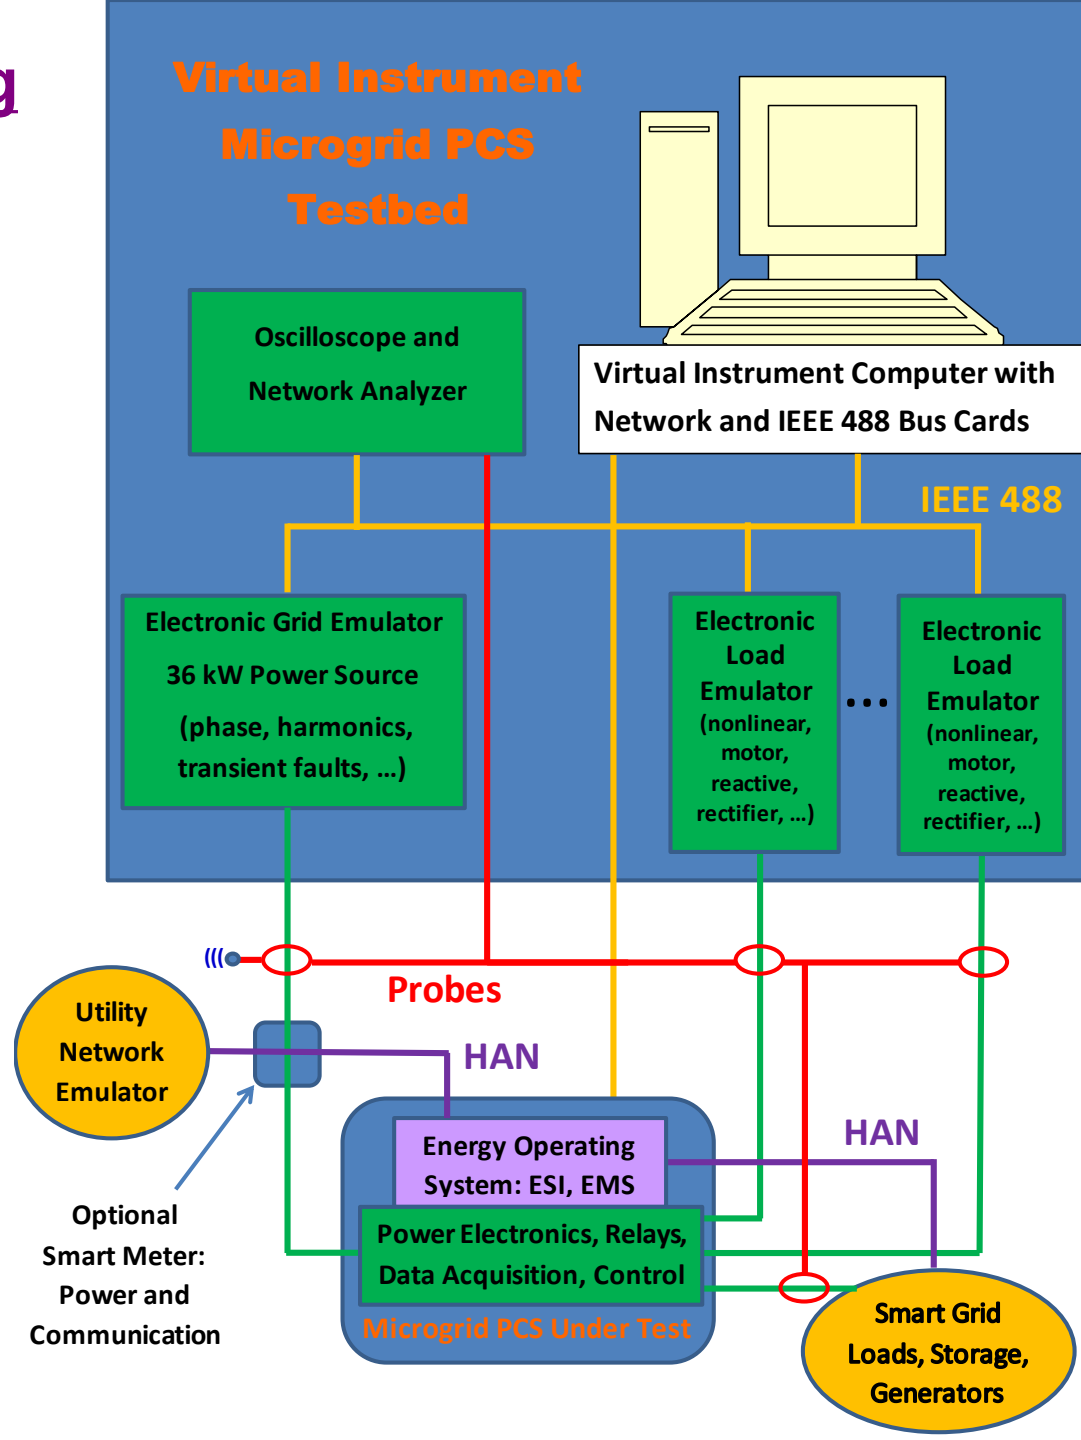 g
Virtual Instrument
Microgrid PCS
Testbed
Oscilloscope and
Network Analyzer
Virtual Instrument Computer with
Network and IEEE 488 Bus Cards
IEEE 488
Electronic Grid Emulator
36 kW Power Source
(phase, harmonics,
transient faults, ...)
Electronic
Load
Emulator
(nonlinear,
motor,
reactive,
rectifier, ...)
...
Electronic
Load
Emulator
(nonlinear,
motor,
reactive,
rectifier, ...)
(((
Probes
Utility
Network
Emulator
HAN
HAN
Energy Operating
System: ESI, EMS
Power Electronics, Relays,
Data Acquisition, Control
Microgrid PCS Under Test
Optional
Smart Meter:
Power and
Communication
Smart Grid
Loads, Storage,
Generators